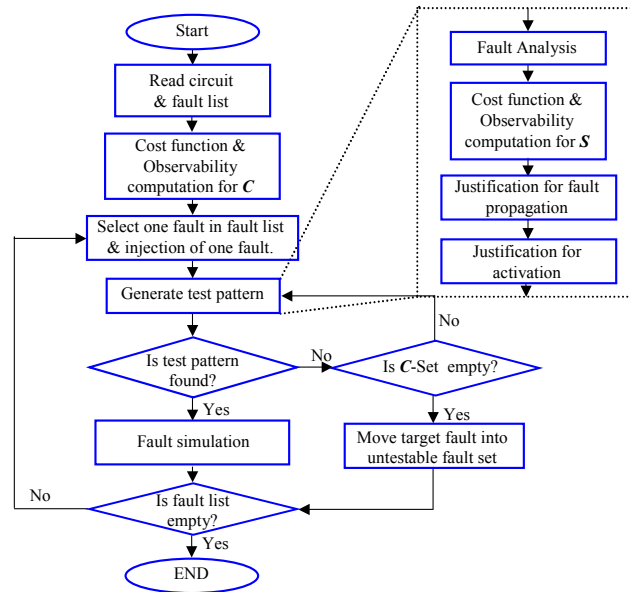 Start
Read circuit
& fault list
Cost function &
Observability
computation for C
Select one fault in fault list
& injection of one fault.
Generate test pattern
Is test pattern
found?
No
Yes
Fault simulation
No
Is fault list
empty?
Yes
END
No
Is C-Set empty?
Yes
Move target fault into
untestable fault set
Fault Analysis
Cost function &
Observability
computation for S
Justification for fault
propagation
Justification for
activation